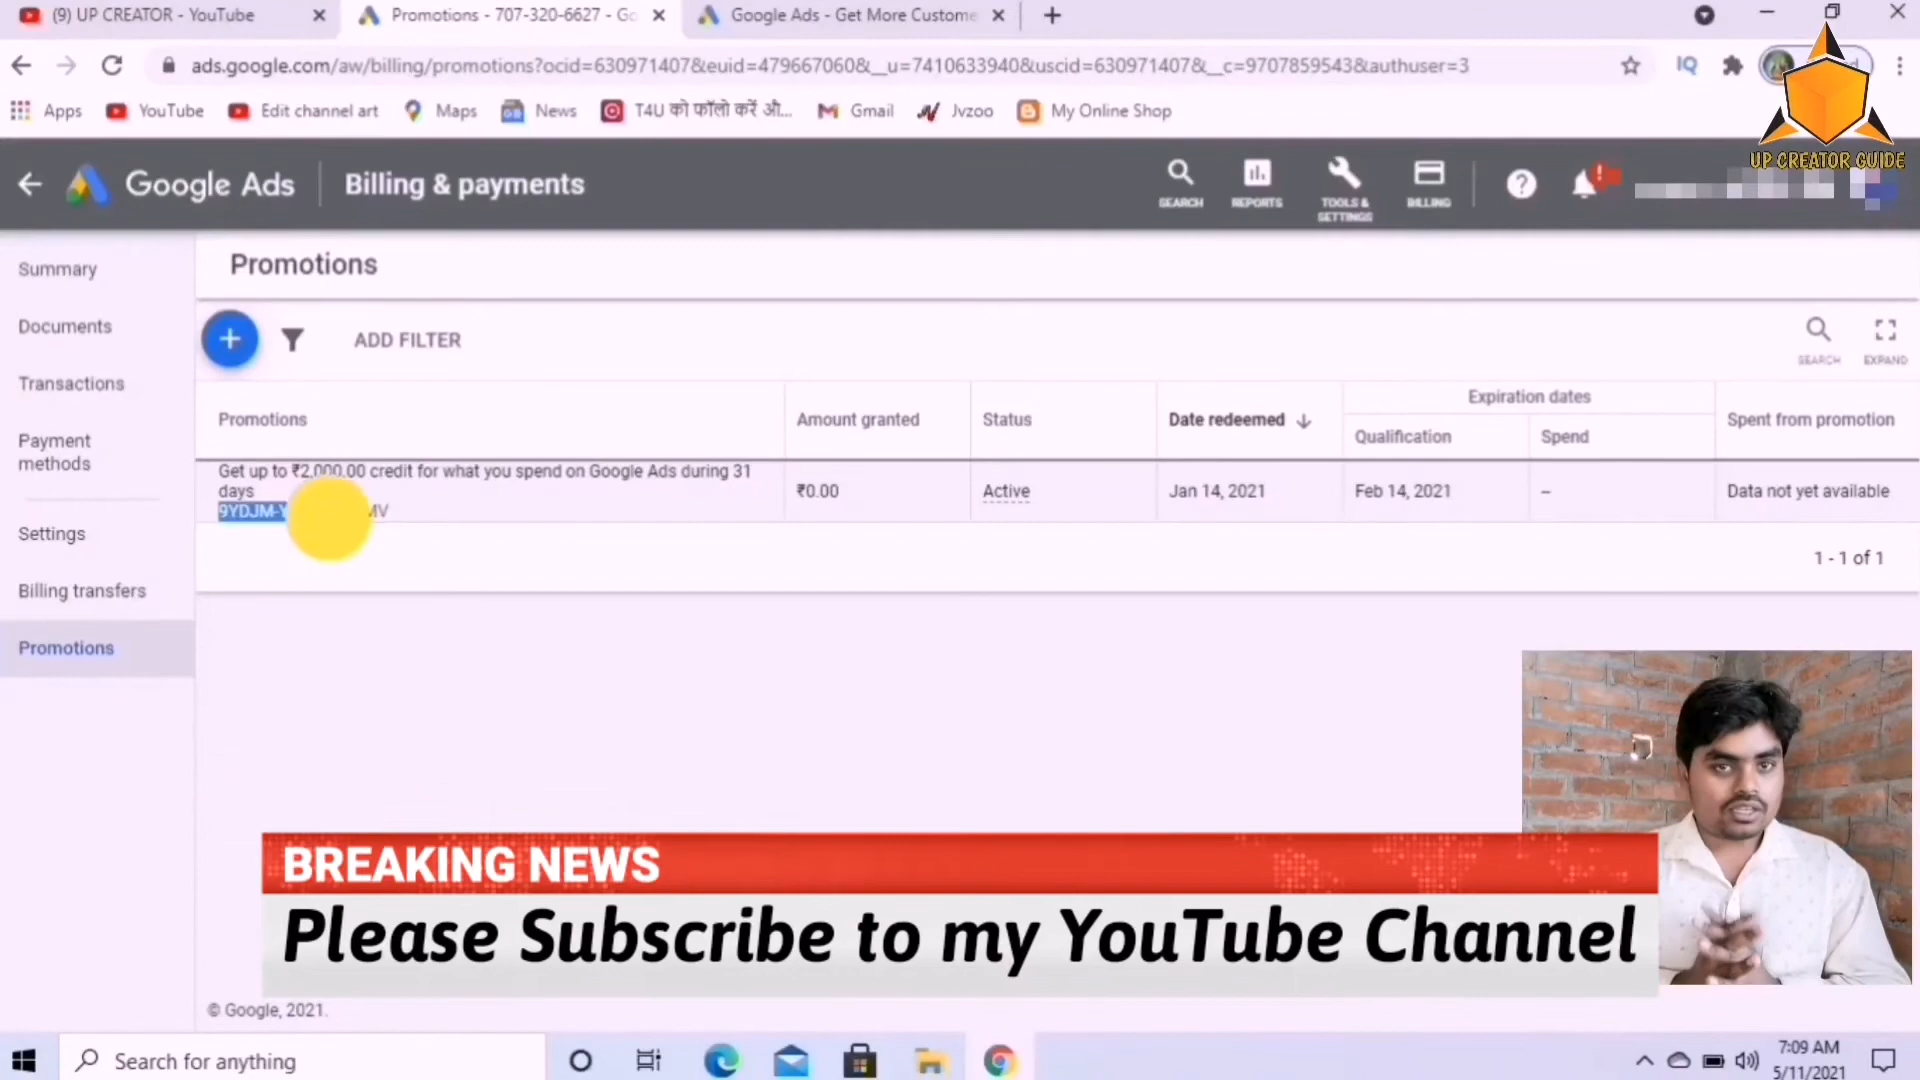 (9) UP CREATOR - YouTube
Promotions - 707-320-6627 - Go
Google Ads - Get More Custome
ads.google.com/aw/billing/promotions?ocid=630971407&euid=479667060&__u=7410633940&uscid=630971407&__c=9707859543&authuser=3
Apps
YouTube
Edit channel art
Maps
News
T4U को फॉलो करें औ...
Gmail
Jvzoo
My Online Shop
UP CREATOR GUIDE
Google Ads
Billing & payments
SEARCH
REPORTS
TOOLS &
SETTINGS
BILLING
Summary
Documents
Transactions
Payment
methods
Settings
Billing transfers
Promotions
Promotions
ADD FILTER
SEARCH
EXPAND
Promotions
Amount granted
Status
Date redeemed
Expiration dates
Qualification
Spend
Spent from promotion
Get up to ₹2,000.00 credit for what you spend on Google Ads during 31
days
9YDJM-Y
MV
₹0.00
Active
Jan 14, 2021
Feb 14, 2021
–
Data not yet available
1 - 1 of 1
BREAKING NEWS
Please Subscribe to my YouTube Channel
© Google, 2021.
Search for anything
7:09 AM
5/11/2021